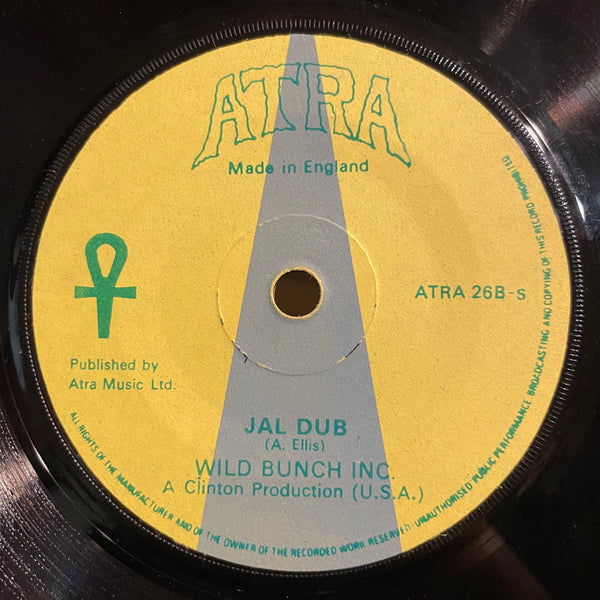 ATRA
Made in England
ATRA 26B-s
Published by
Atra Music Ltd.
JAL DUB
(A. Ellis)
WILD BUNCH INC.
A Clinton Production (U.S.A.)
ALL RIGHTS OF THE MANUFACTURER AND OF THE OWNER OF THE RECORDED WORK RESERVED UNAUTHORISED PUBLIC PERFORMANCE BROADCASTING AND COPYING OF THIS RECORD PROHIBITED